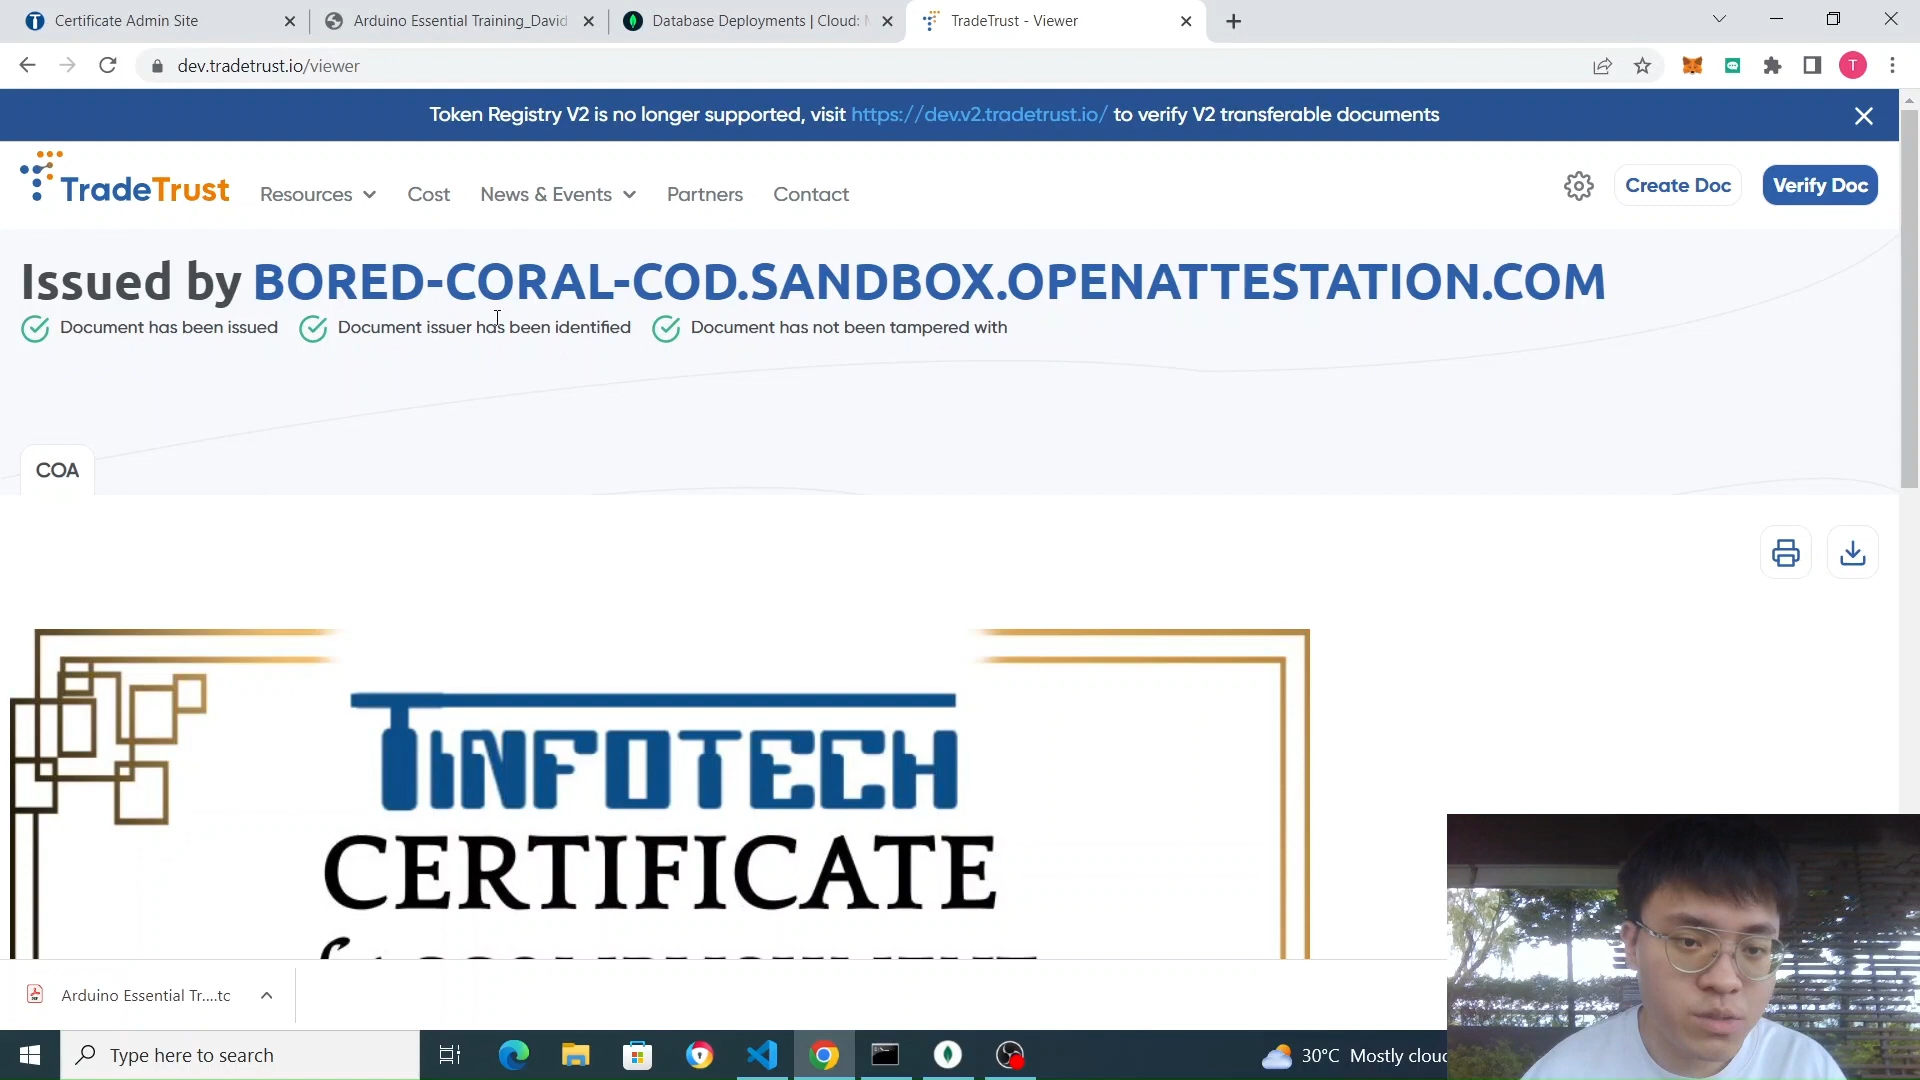 Certificate Admin Site
Arduino Essential Training_David
Database Deployments | Cloud:
TradeTrust - Viewer
dev.tradetrust.io/viewer
T
Token Registry V2 is no longer supported, visit https://dev.v2.tradetrust.io/ to verify V2 transferable documents
TradeTrust
Resources
Cost
News & Events
Partners
Contact
Create Doc
Verify Doc
Issued by BORED-CORAL-COD.SANDBOX.OPENATTESTATION.COM
Document has been issued
Document issuer has been identified
Document has not been tampered with
COA
TINFOTECH
CERTIFICATE
Arduino Essential Tr....tc
Type here to search
30°C Mostly